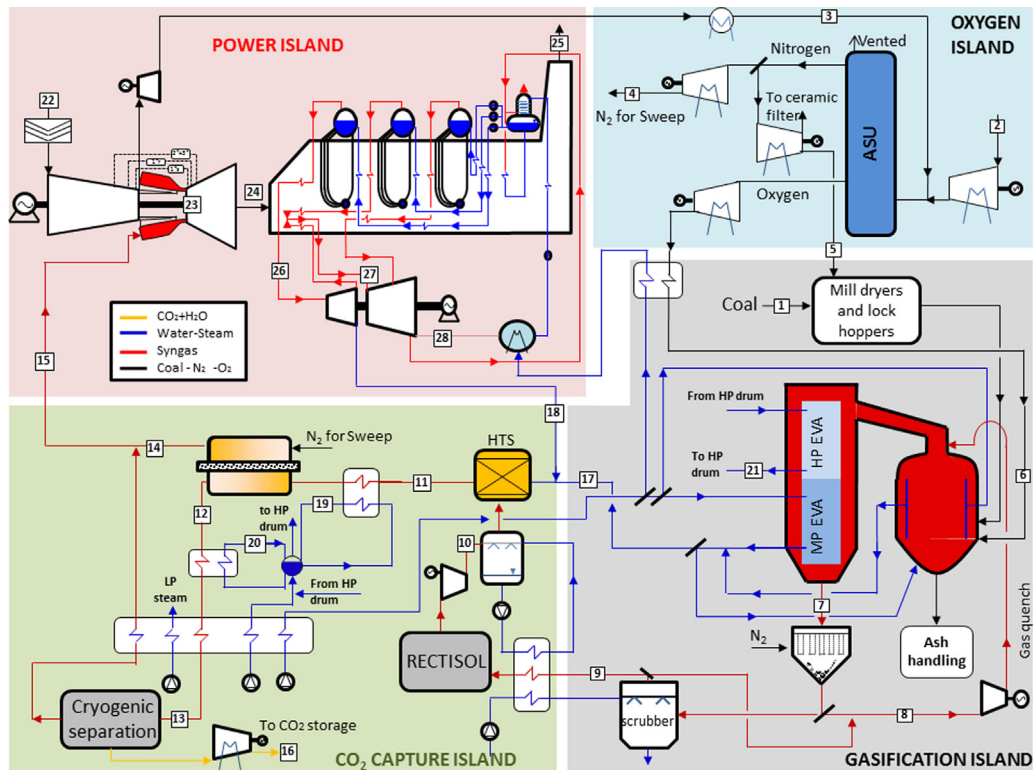 POWER ISLAND
25
3
OXYGEN
ISLAND
Vented
Nitrogen
22
4
N₂ for Sweep
To ceramic
filter
2
ASU
Oxygen
23
24
5
26
27
28
Coal
1
Mill dryers
and lock
hoppers
CO₂+H₂O
Water-Steam
Syngas
Coal - N₂ -O₂
15
18
From HP drum
HP EVA
To HP
drum
21
MP EVA
6
14
N₂ for Sweep
HTS
11
17
12
19
to HP
drum
20
10
From HP
drum
LP
steam
7
N₂
RECTISOL
Ash
handling
Gas quench
9
Cryogenic
separation
13
scrubber
8
To CO₂ storage
16
CO₂ CAPTURE ISLAND
GASIFICATION ISLAND